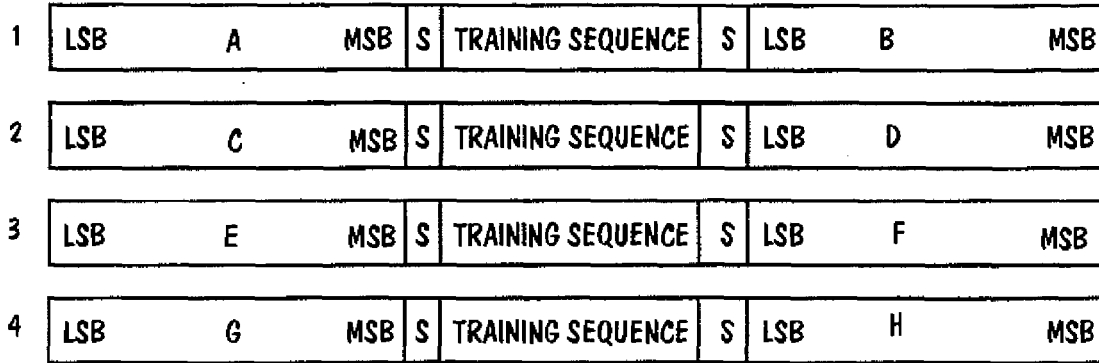 1 LSB A MSB S TRAINING SEQUENCE S LSB B MSB
2 LSB C MSB S TRAINING SEQUENCE S LSB D MSB
3 LSB E MSB S TRAINING SEQUENCE S LSB F MSB
4 LSB G MSB S TRAINING SEQUENCE S LSB H MSB